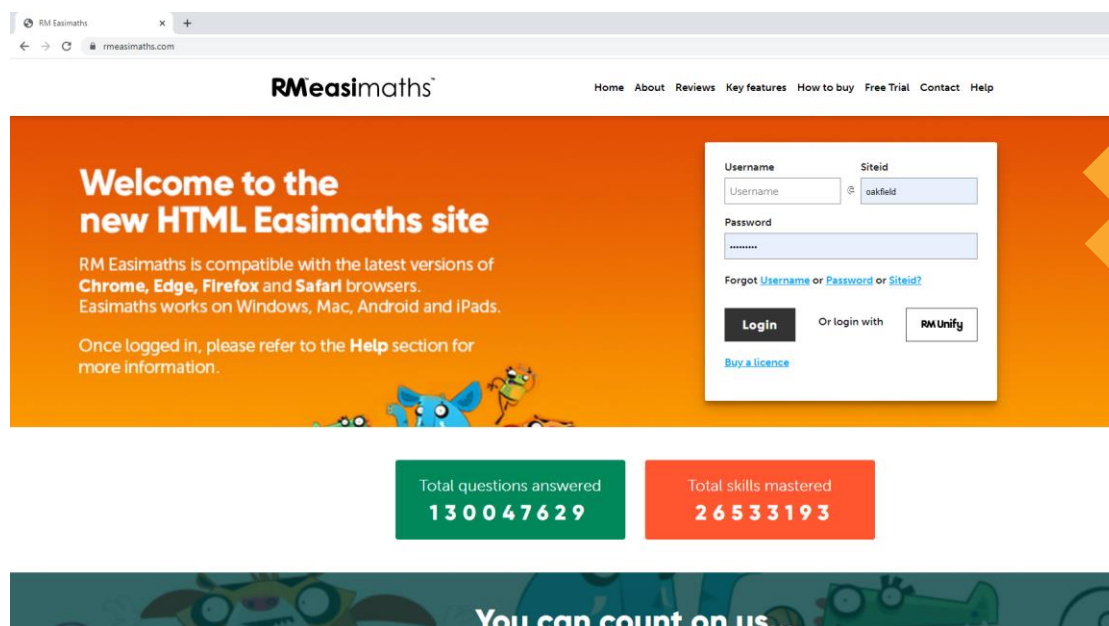 RM Easimaths
rmeasimaths.com
RMeasimaths™
Home About Reviews Key features How to buy Free Trial Contact Help
Welcome to the
new HTML Easimaths site
RM Easimaths is compatible with the latest versions of
Chrome, Edge, Firefox and Safari browsers.
Easimaths works on Windows, Mac, Android and iPads.
Once logged in, please refer to the Help section for
more information.
Username Siteid
Username @ oakfield
Password
.........
Forgot Username or Password or Siteid?
Login Or login with RM Unify
Buy a licence
Total questions answered
130047629
Total skills mastered
26533193
You can count on us